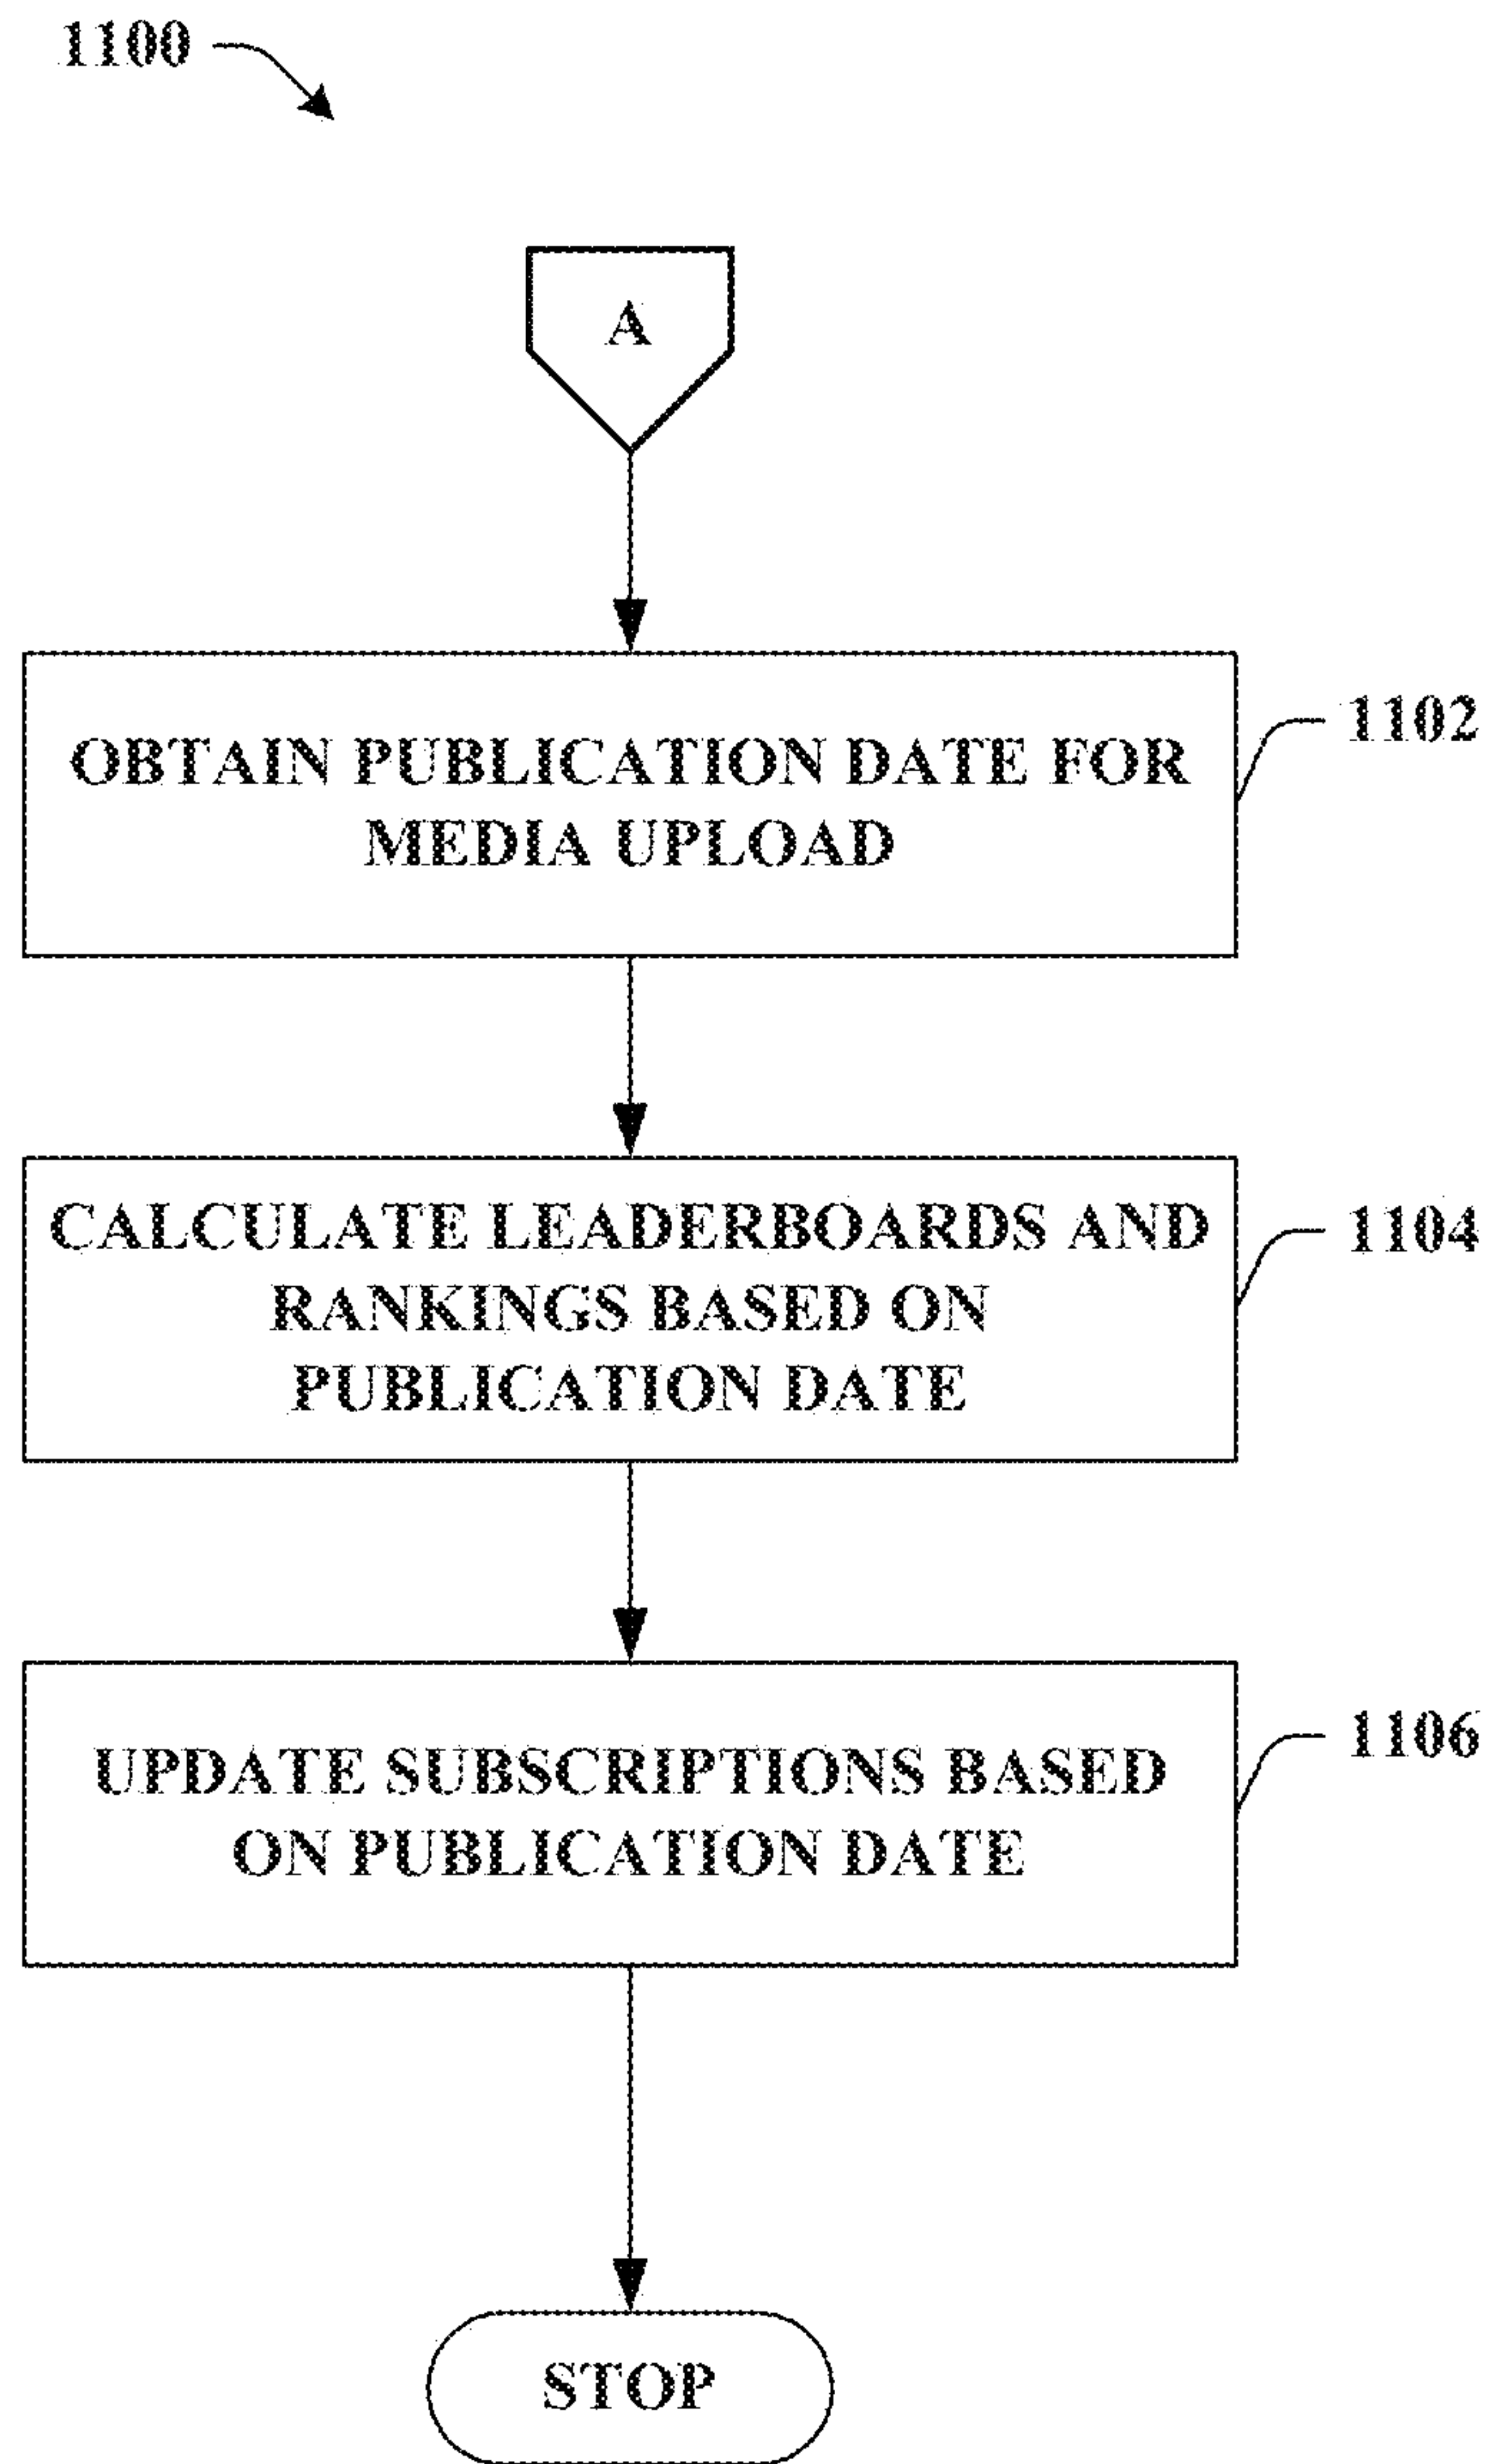 1100
A
OBTAIN PUBLICATION DATE FOR
MEDIA UPLOAD
1102
CALCULATE LEADERBOARDS AND
RANKINGS BASED ON
PUBLICATION DATE
1104
UPDATE SUBSCRIPTIONS BASED
ON PUBLICATION DATE
1106
STOP